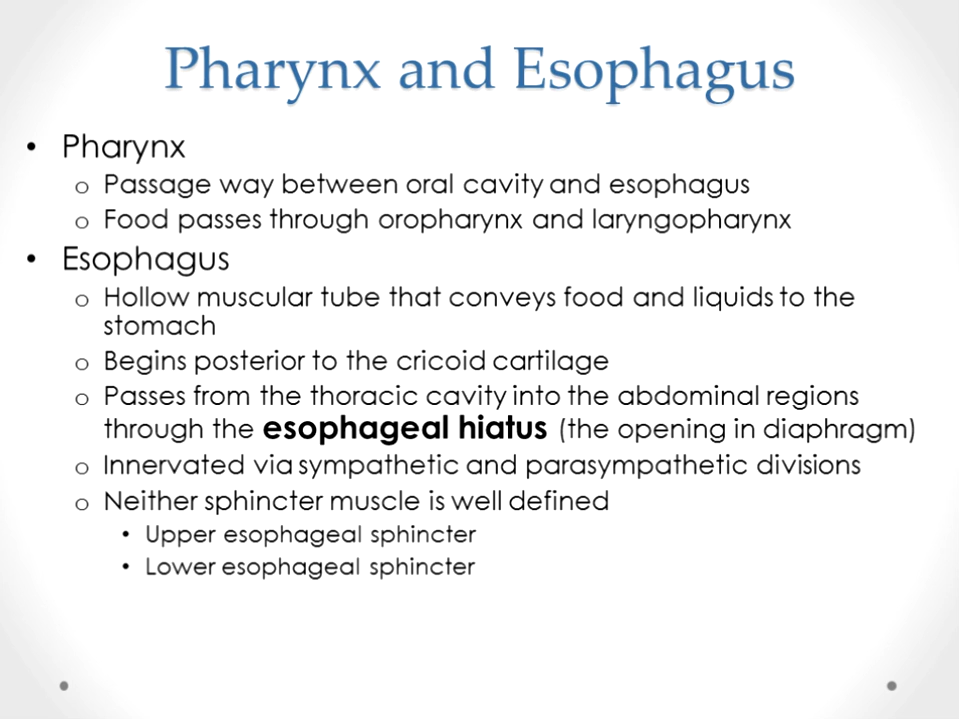 Pharynx and Esophagus
• Pharynx
o Passage way between oral cavity and esophagus
o Food passes through oropharynx and laryngopharynx
• Esophagus
o Hollow muscular tube that conveys food and liquids to the
stomach
o Begins posterior to the cricoid cartilage
o Passes from the thoracic cavity into the abdominal regions
through the esophageal hiatus (the opening in diaphragm)
o Innervated via sympathetic and parasympathetic divisions
o Neither sphincter muscle is well defined
• Upper esophageal sphincter
• Lower esophageal sphincter